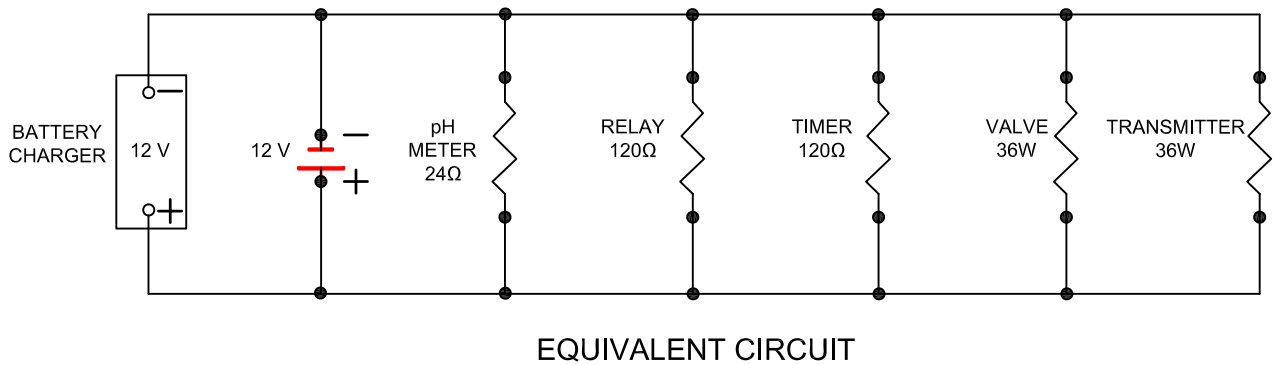 BATTERY
CHARGER
12 V
12 V
pH
METER
24Ω
RELAY
120Ω
TIMER
120Ω
VALVE
36W
TRANSMITTER
36W
EQUIVALENT CIRCUIT